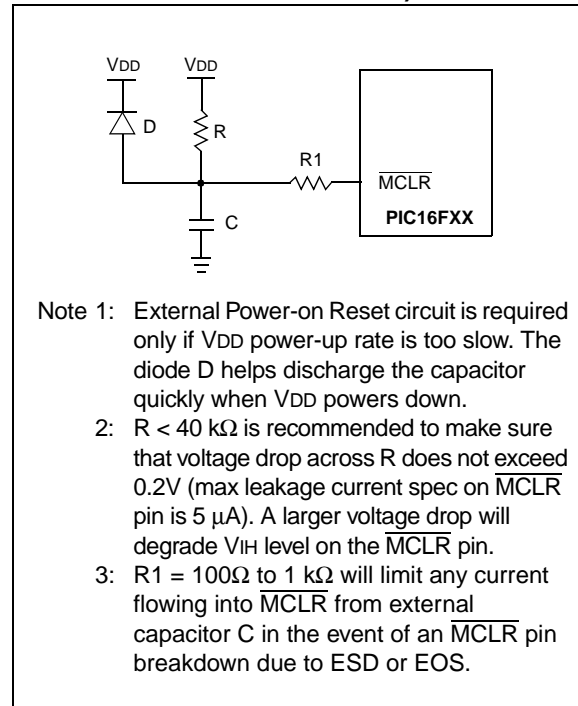 VDD VDD
D
R
R1
MCLR
C
PIC16FXX
Note 1: External Power-on Reset circuit is required
only if VDD power-up rate is too slow. The
diode D helps discharge the capacitor
quickly when VDD powers down.
2: R < 40 kΩ is recommended to make sure
that voltage drop across R does not exceed
0.2V (max leakage current spec on MCLR
pin is 5 μA). A larger voltage drop will
degrade VIH level on the MCLR pin.
3: R1 = 100Ω to 1 kΩ will limit any current
flowing into MCLR from external
capacitor C in the event of an MCLR pin
breakdown due to ESD or EOS.